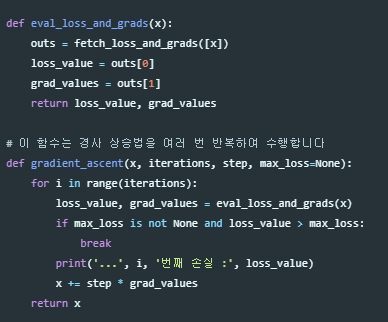 def eval_loss_and_grads(x):
    outs = fetch_loss_and_grads([x])
    loss_value = outs[0]
    grad_values = outs[1]
    return loss_value, grad_values

# 이 함수는 경사 상승법을 여러 번 반복하여 수행합니다
def gradient_ascent(x, iterations, step, max_loss=None):
    for i in range(iterations):
        loss_value, grad_values = eval_loss_and_grads(x)
        if max_loss is not None and loss_value > max_loss:
            break
        print('...', i, '번째 손실 :', loss_value)
        x += step * grad_values
    return x